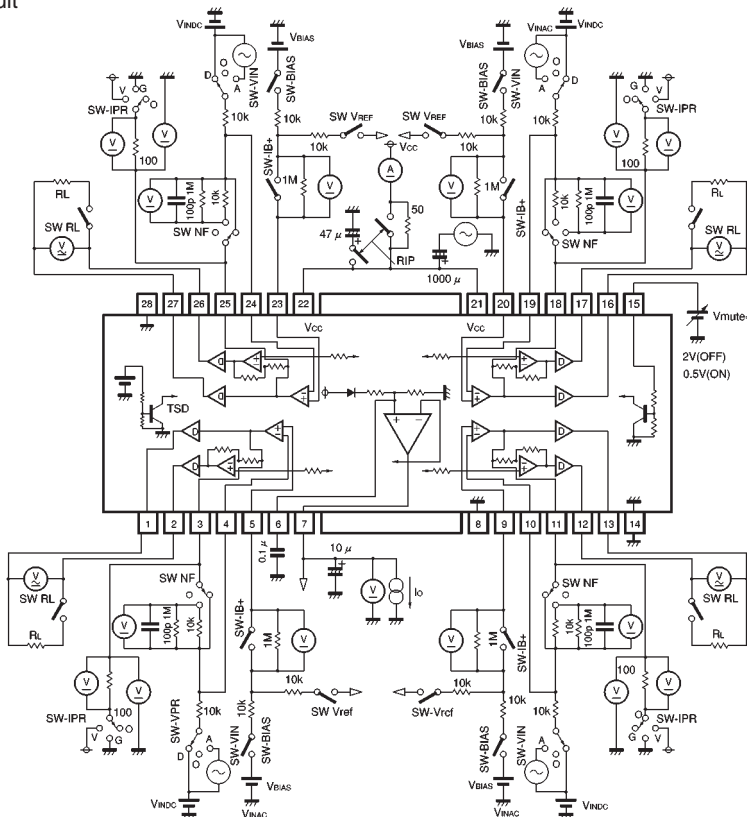 uit
VINDC
VBIAS
VBIAS
VINAC
VINDC
D
A
SW-VIN
SW-BIAS
SW-BIAS
SW-VIN
A
D
V
G
SW-IPR
G
V
SW-IPR
10k
10k
SW VREF
SW VREF
10k
10k
10k
10k
VCC
V
100
V
A
V
100
V
SW-IB+
1M
V
50
V
1M
SW-IB+
RL
SW RL
V
V
100p 1M
10k
SW NF
47 μ
RIP
1000 μ
10k
100p 1M
V
SW NF
RL
SW RL
V
28 27 26 25 24 23 22 21 20 19 18 17 16 15
VCC
VCC
Vmute
2V(OFF)
0.5V(ON)
TSD
D
D
D
D
D
D
D
D
1 2 3 4 5 6 7 8 9 10 11 12 13 14
0.1 μ
10 μ
V
Io
V
SW RL
RL
SW NF
V
100p 1M
10k
SW-IB+
1M
V
V
1M
SW-IB+
SW NF
10k
100p 1M
V
V
SW RL
RL
V
100
V
SW-IPR
V
G
10k
SW Vref
SW-Vrcf
10k
100
V
V
SW-IPR
G
V
SW-VPR
10k
10k
SW-VIN
SW-BIAS
D
A
10k
10k
SW-BIAS
SW-VIN
A
D
VINDC
VBIAS
VINAC
VBIAS
VINAC
VINDC